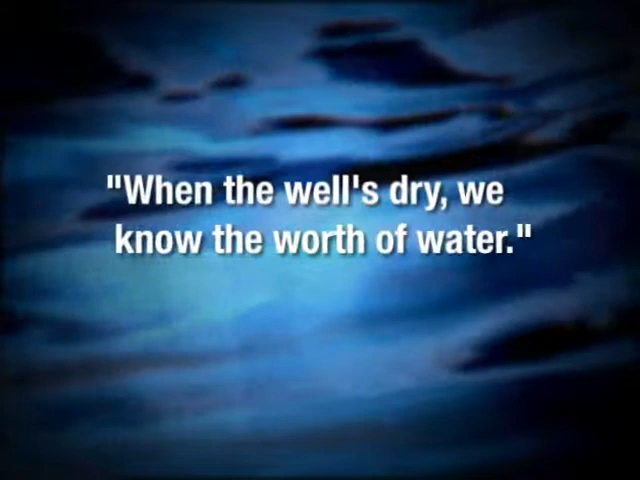 "When the well's dry, we
know the worth of water."